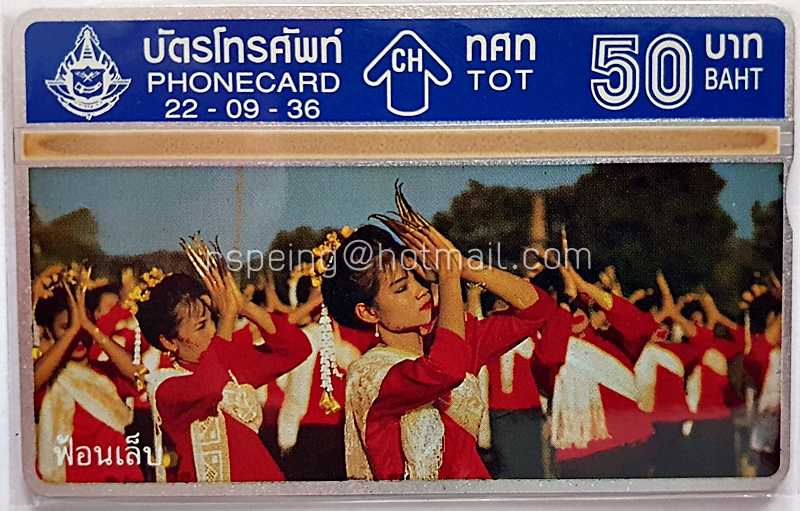 บัตรโทรศัพท์
PHONECARD
22 - 09 - 36
CH
ทศท
TOT
50 บาท
BAHT
rspeing@hotmail.com
ฟ้อนเล็บ